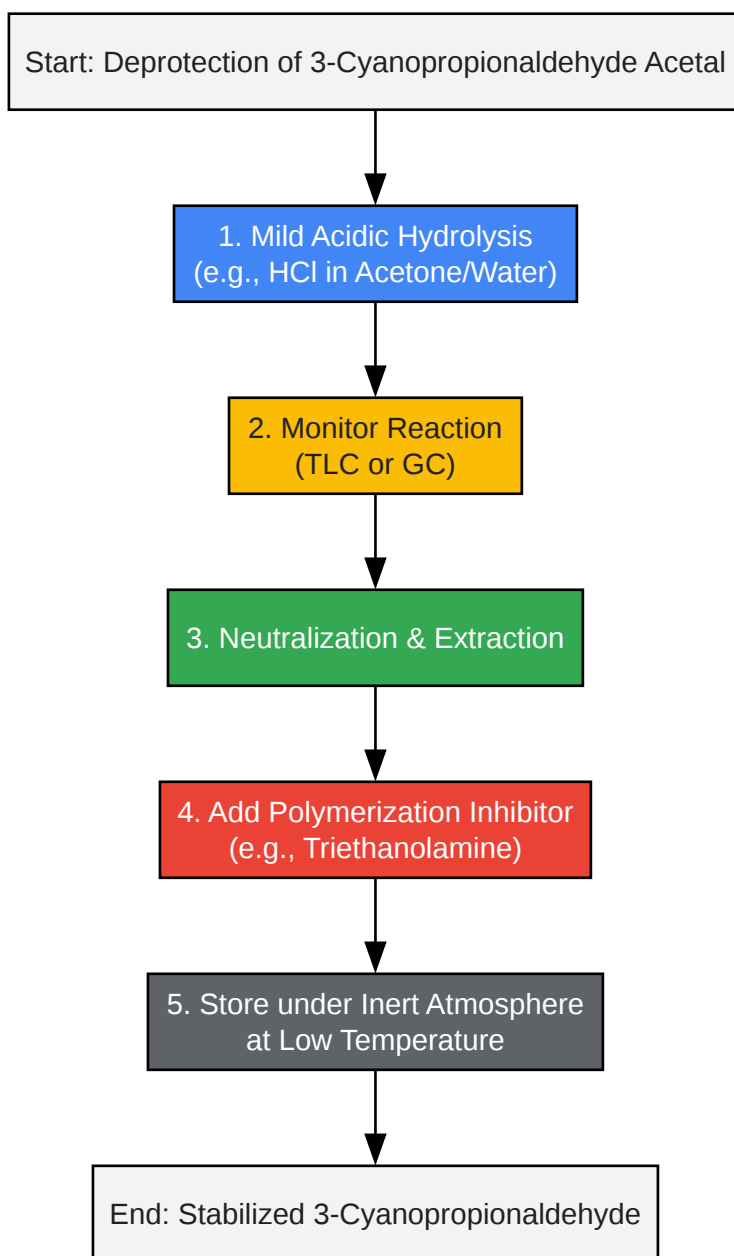 Start: Deprotection of 3-Cyanopropionaldehyde Acetal
1. Mild Acidic Hydrolysis
(e.g., HCl in Acetone/Water)
2. Monitor Reaction
(TLC or GC)
3. Neutralization & Extraction
4. Add Polymerization Inhibitor
(e.g., Triethanolamine)
5. Store under Inert Atmosphere
at Low Temperature
End: Stabilized 3-Cyanopropionaldehyde